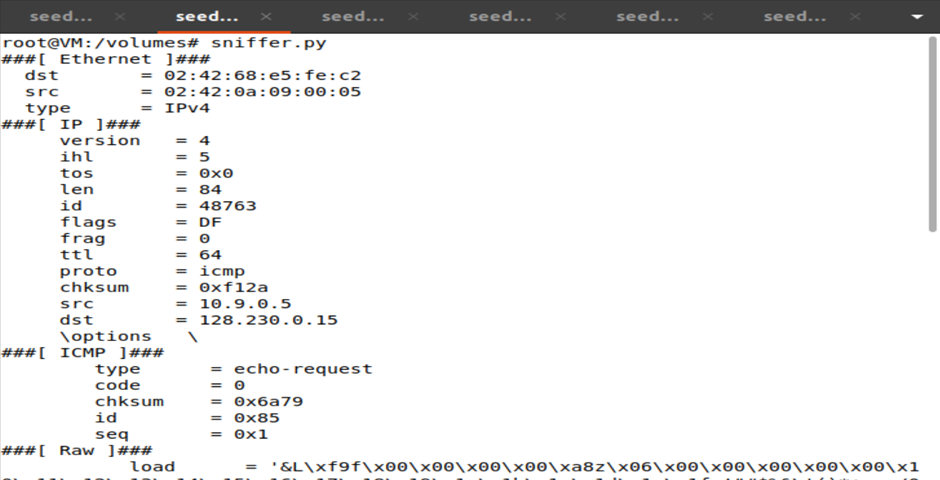 seed... × seed... × seed... × seed... × seed... × seed... ×
root@VM:/volumes# sniffer.py
###[ Ethernet ]###
  dst       = 02:42:68:e5:fe:c2
  src       = 02:42:0a:09:00:05
  type      = IPv4
###[ IP ]###
     version   = 4
     ihl       = 5
     tos       = 0x0
     len       = 84
     id        = 48763
     flags     = DF
     frag      = 0
     ttl       = 64
     proto     = icmp
     chksum    = 0xf12a
     src       = 10.9.0.5
     dst       = 128.230.0.15
     \options   \
###[ ICMP ]###
        type      = echo-request
        code      = 0
        chksum    = 0x6a79
        id        = 0x85
        seq       = 0x1
###[ Raw ]###
           load      = '&L\xf9f\x00\x00\x00\x00\xa8z\x06\x00\x00\x00\x00\x00\x1